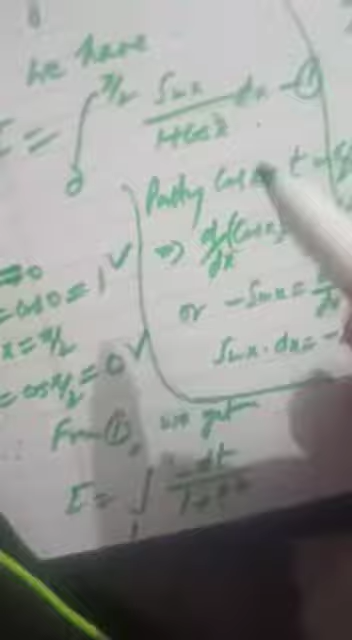 we have
I = ∫₀^π/2 Sinx/1+Cos²x dx - ①
Putting Cosx = t
⇒ d/dx (Cosx)
= 0
= cos0 = 1 ✓
or - Sinx =
x = π/2
Sinx. dx = -
= cosπ/2 = 0 ✓
From ①, we get
I = ∫ -dt/1+t²